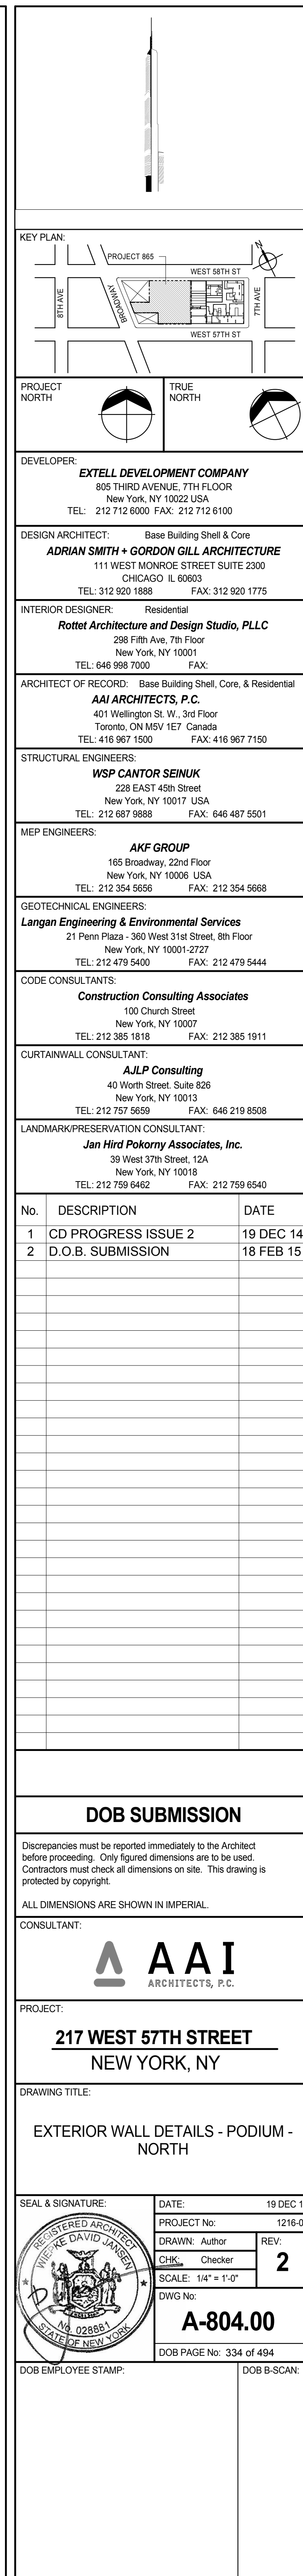 KEY PLAN:
PROJECT 865
WEST 58TH ST
8TH AVE
BROADWAY
7TH AVE
WEST 57TH ST
N
PROJECT
NORTH
TRUE
NORTH
DEVELOPER:
EXTELL DEVELOPMENT COMPANY
805 THIRD AVENUE, 7TH FLOOR
New York, NY 10022 USA
TEL: 212 712 6000 FAX: 212 712 6100
DESIGN ARCHITECT: Base Building Shell & Core
ADRIAN SMITH + GORDON GILL ARCHITECTURE
111 WEST MONROE STREET SUITE 2300
CHICAGO IL 60603
TEL: 312 920 1888 FAX: 312 920 1775
INTERIOR DESIGNER: Residential
Rottet Architecture and Design Studio, PLLC
298 Fifth Ave, 7th Floor
New York, NY 10001
TEL: 646 998 7000 FAX:
ARCHITECT OF RECORD: Base Building Shell, Core, & Residential
AAI ARCHITECTS, P.C.
401 Wellington St. W., 3rd Floor
Toronto, ON M5V 1E7 Canada
TEL: 416 967 1500 FAX: 416 967 7150
STRUCTURAL ENGINEERS:
WSP CANTOR SEINUK
228 EAST 45th Street
New York, NY 10017 USA
TEL: 212 687 9888 FAX: 646 487 5501
MEP ENGINEERS:
AKF GROUP
165 Broadway, 22nd Floor
New York, NY 10006 USA
TEL: 212 354 5656 FAX: 212 354 5668
GEOTECHNICAL ENGINEERS:
Langan Engineering & Environmental Services
21 Penn Plaza - 360 West 31st Street, 8th Floor
New York, NY 10001-2727
TEL: 212 479 5400 FAX: 212 479 5444
CODE CONSULTANTS:
Construction Consulting Associates
100 Church Street
New York, NY 10007
TEL: 212 385 1818 FAX: 212 385 1911
CURTAINWALL CONSULTANT:
AJLP Consulting
40 Worth Street. Suite 826
New York, NY 10013
TEL: 212 757 5659 FAX: 646 219 8508
LANDMARK/PRESERVATION CONSULTANT:
Jan Hird Pokorny Associates, Inc.
39 West 37th Street, 12A
New York, NY 10018
TEL: 212 759 6462 FAX: 212 759 6540
No. DESCRIPTION DATE
1 CD PROGRESS ISSUE 2 19 DEC 14
2 D.O.B. SUBMISSION 18 FEB 15
DOB SUBMISSION
Discrepancies must be reported immediately to the Architect
before proceeding. Only figured dimensions are to be used.
Contractors must check all dimensions on site. This drawing is
protected by copyright.
ALL DIMENSIONS ARE SHOWN IN IMPERIAL.
CONSULTANT:
AAI
ARCHITECTS, P.C.
PROJECT:
217 WEST 57TH STREET
NEW YORK, NY
DRAWING TITLE:
EXTERIOR WALL DETAILS - PODIUM -
NORTH
SEAL & SIGNATURE:
REGISTERED ARCHITECT
WIEPKE DAVID JANSEN
No. 028881
STATE OF NEW YORK
DATE: 19 DEC 1
PROJECT No: 1216-0
DRAWN: Author
CHK: Checker
SCALE: 1/4" = 1'-0"
REV:
2
DWG No:
A-804.00
DOB PAGE No: 334 of 494
DOB EMPLOYEE STAMP:
DOB B-SCAN: